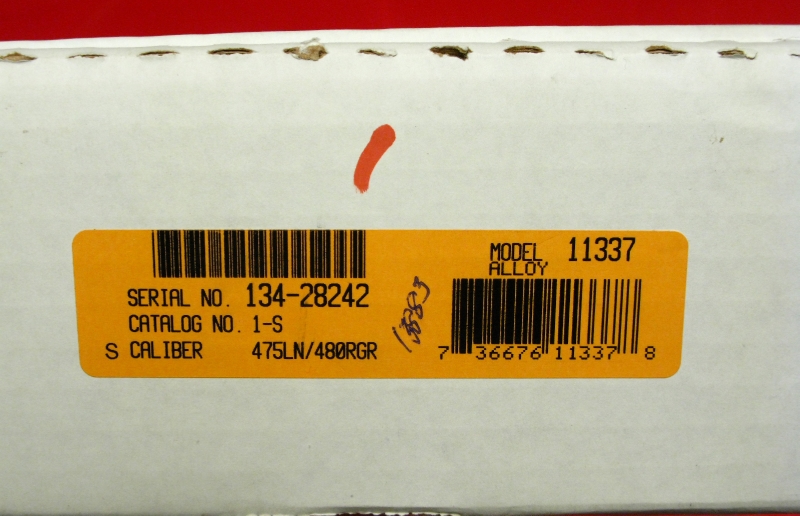 MODEL 11337
ALLOY
SERIAL NO. 134-28242
CATALOG NO. 1-S
S CALIBER 475LN/480RGR
7 36676 11337 8